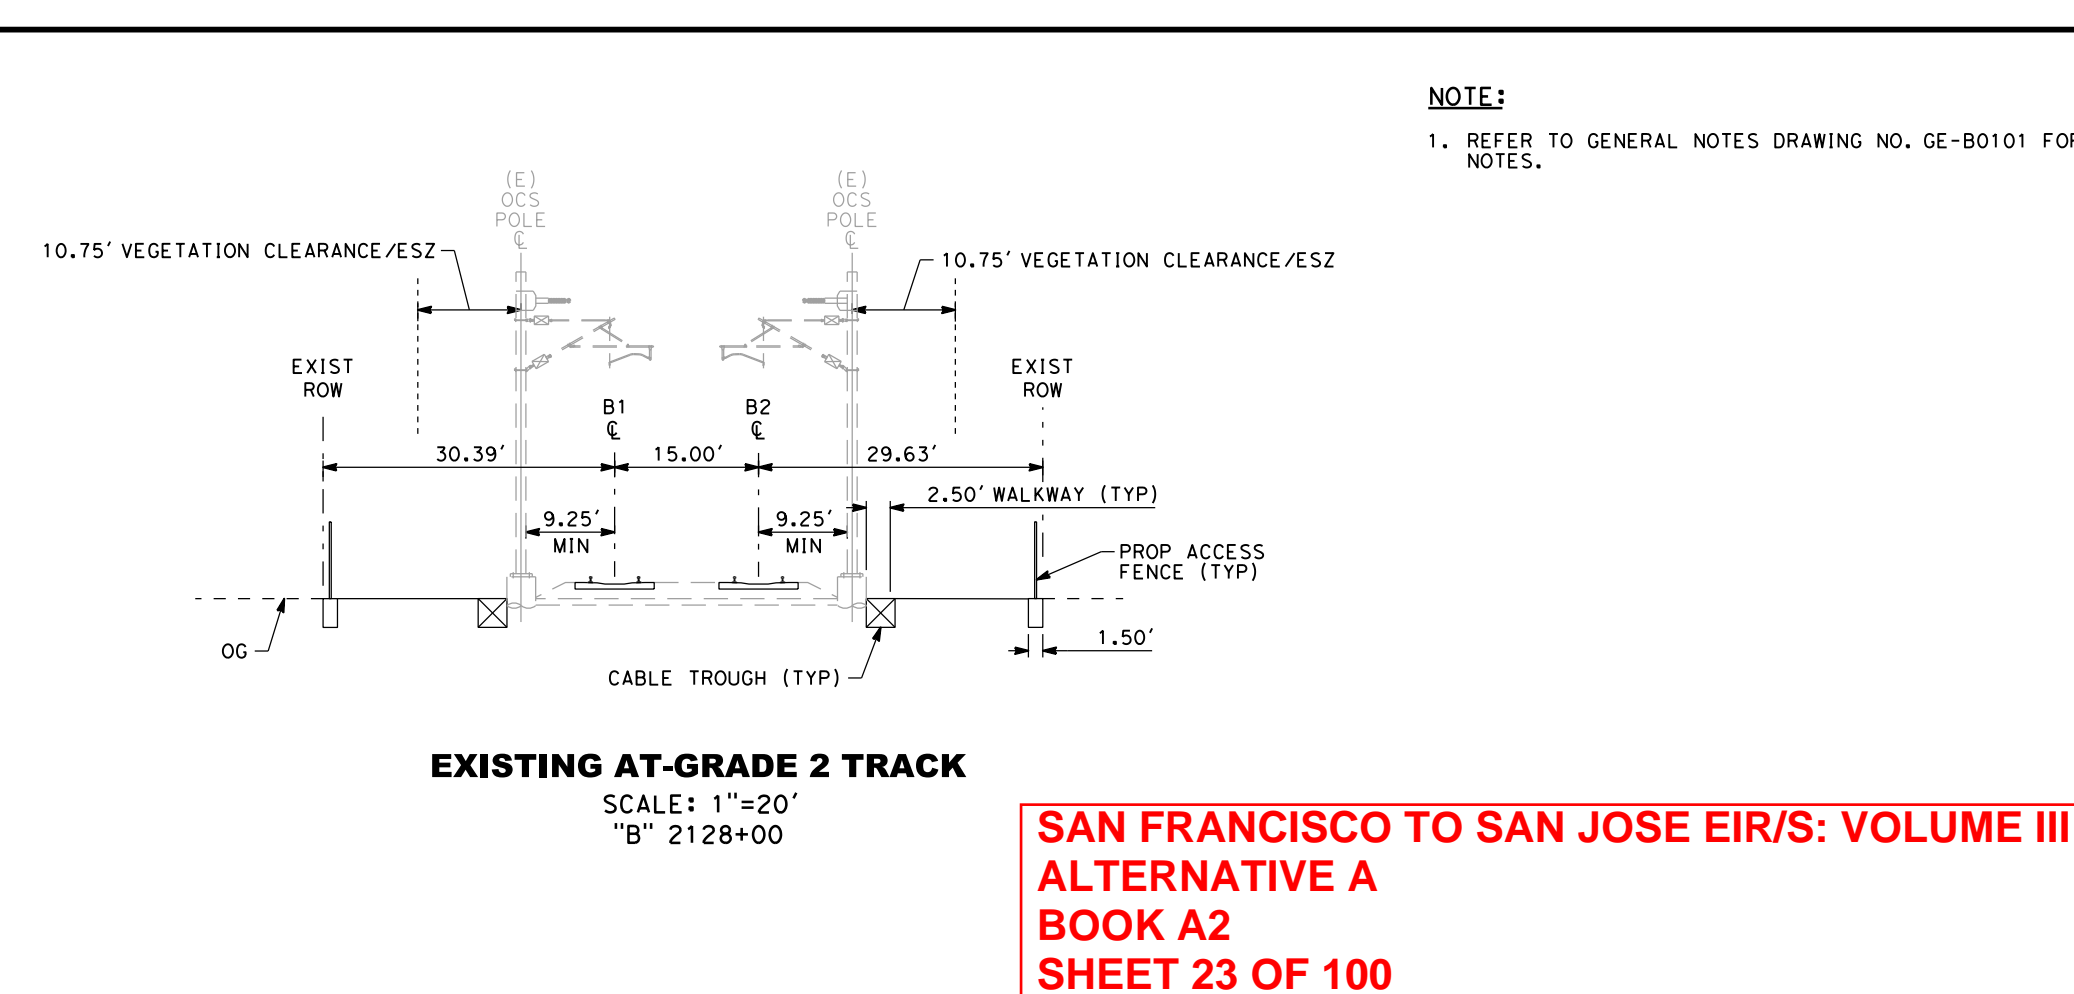 NOTE:
1. REFER TO GENERAL NOTES DRAWING NO. GE-B0101 FOR
NOTES.
(E)
OCS
POLE
℄
(E)
OCS
POLE
℄
10.75' VEGETATION CLEARANCE/ESZ
10.75' VEGETATION CLEARANCE/ESZ
EXIST
ROW
EXIST
ROW
B1
℄
B2
℄
30.39'
15.00'
29.63'
2.50' WALKWAY (TYP)
9.25'
MIN
9.25'
MIN
PROP ACCESS
FENCE (TYP)
OG
1.50'
CABLE TROUGH (TYP)
EXISTING AT-GRADE 2 TRACK
SCALE: 1"=20'
"B" 2128+00
SAN FRANCISCO TO SAN JOSE EIR/S: VOLUME III
ALTERNATIVE A
BOOK A2
SHEET 23 OF 100